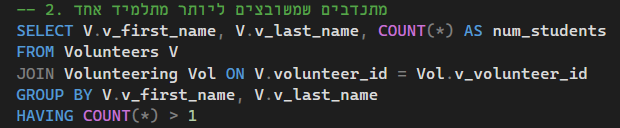 -- 2. מתנדבים שמשובצים ליותר מתלמיד אחד
SELECT V.v_first_name, V.v_last_name, COUNT(*) AS num_students
FROM Volunteers V
JOIN Volunteering Vol ON V.volunteer_id = Vol.v_volunteer_id
GROUP BY V.v_first_name, V.v_last_name
HAVING COUNT(*) > 1